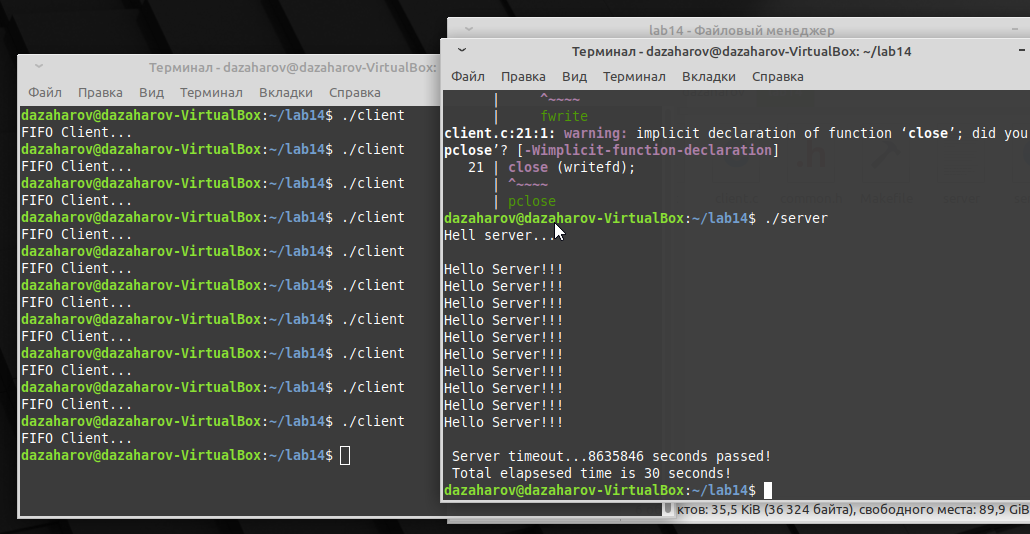 lab14 - Файловый менеджер
Терминал - dazaharov@dazaharov-VirtualBox:
Файл Правка Вид Терминал Вкладки Справка
dazaharov@dazaharov-VirtualBox:~/lab14$ ./client
FIFO Client...
dazaharov@dazaharov-VirtualBox:~/lab14$ ./client
FIFO Client...
dazaharov@dazaharov-VirtualBox:~/lab14$ ./client
FIFO Client...
dazaharov@dazaharov-VirtualBox:~/lab14$ ./client
FIFO Client...
dazaharov@dazaharov-VirtualBox:~/lab14$ ./client
FIFO Client...
dazaharov@dazaharov-VirtualBox:~/lab14$ ./client
FIFO Client...
dazaharov@dazaharov-VirtualBox:~/lab14$ ./client
FIFO Client...
dazaharov@dazaharov-VirtualBox:~/lab14$ ./client
FIFO Client...
dazaharov@dazaharov-VirtualBox:~/lab14$ ./client
FIFO Client...
dazaharov@dazaharov-VirtualBox:~/lab14$ ./client
FIFO Client...
dazaharov@dazaharov-VirtualBox:~/lab14$
Терминал - dazaharov@dazaharov-VirtualBox: ~/lab14
Файл Правка Вид Терминал Вкладки Справка
| ^~~~~
| fwrite
client.c:21:1: warning: implicit declaration of function ‘close’; did you
pclose’? [-Wimplicit-function-declaration]
21 | close (writefd);
| ^~~~~
| pclose
dazaharov@dazaharov-VirtualBox:~/lab14$ ./server
Hell server...
Hello Server!!!
Hello Server!!!
Hello Server!!!
Hello Server!!!
Hello Server!!!
Hello Server!!!
Hello Server!!!
Hello Server!!!
Hello Server!!!
Hello Server!!!
Server timeout...8635846 seconds passed!
Total elapsesed time is 30 seconds!
dazaharov@dazaharov-VirtualBox:~/lab14$
ктов: 35,5 KiB (36 324 байта), свободного места: 89,9 GiB